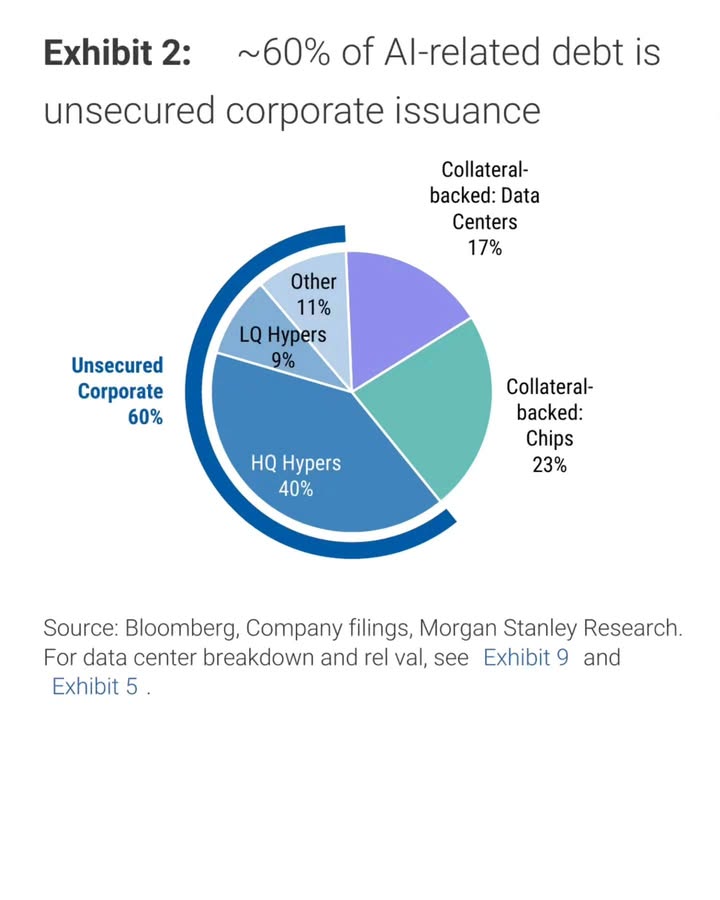 Exhibit 2: ~60% of AI-related debt is
unsecured corporate issuance
Collateral-
backed: Data
Centers
17%
Other
11%
LQ Hypers
9%
Unsecured
Corporate
60%
Collateral-
backed:
Chips
23%
HQ Hypers
40%
Source: Bloomberg, Company filings, Morgan Stanley Research.
For data center breakdown and rel val, see Exhibit 9 and
Exhibit 5 .